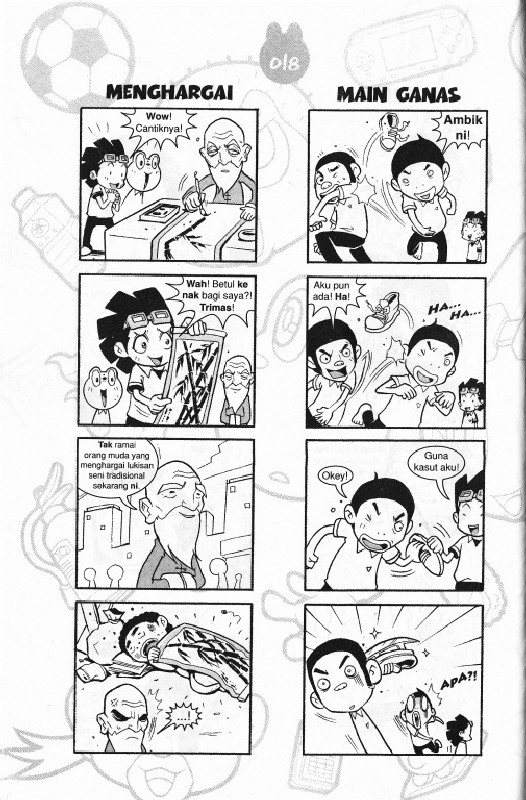 018
MENGHARGAI
Wow!
Cantiknya!
Wah! Betul ke
nak bagi saya?!
Trimas!
Tak ramai
orang muda yang
menghargai lukisan
seni tradisional
sekarang ni.
...!
MAIN GANAS
Ambik
ni!
Aku pun
ada! Ha!
HA...
HA...
Okey!
Guna
kasut aku!
APA?!